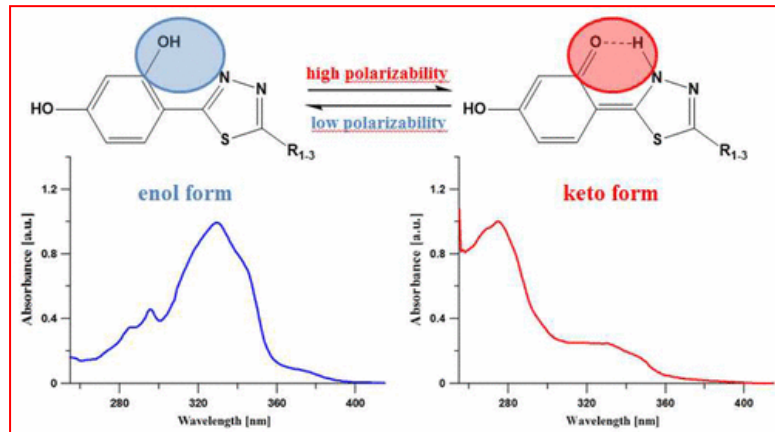 OH
N
N
HO
S
R1-3
high polarizability
low polarizability
O
H
N
N
HO
S
R1-3
enol form
1.2
0.8
0.4
0
280
320
360
400
Absorbance [a.u.]
Wavelength [nm]
keto form
1.2
0.8
0.4
0
280
320
360
400
Absorbance [a.u.]
Wavelength [nm]